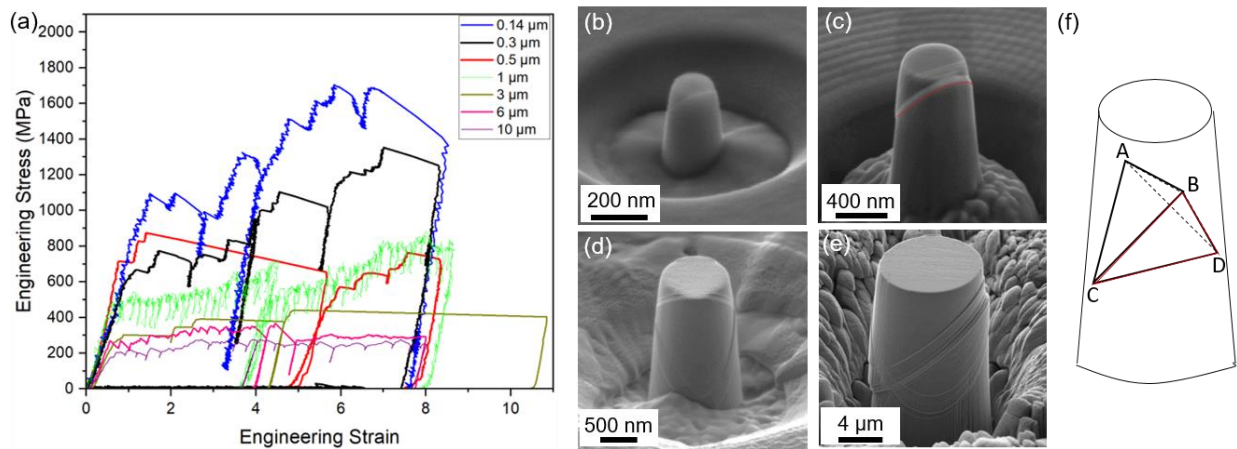 (a)
2000
1800
1600
1400
1200
1000
800
600
400
200
0
0 2 4 6 8 10
Engineering Stress (MPa)
Engineering Strain
0.14 µm
0.3 µm
0.5 µm
1 µm
3 µm
6 µm
10 µm
(b)
200 nm
(c)
400 nm
(d)
500 nm
(e)
4 µm
(f)
A
B
C
D